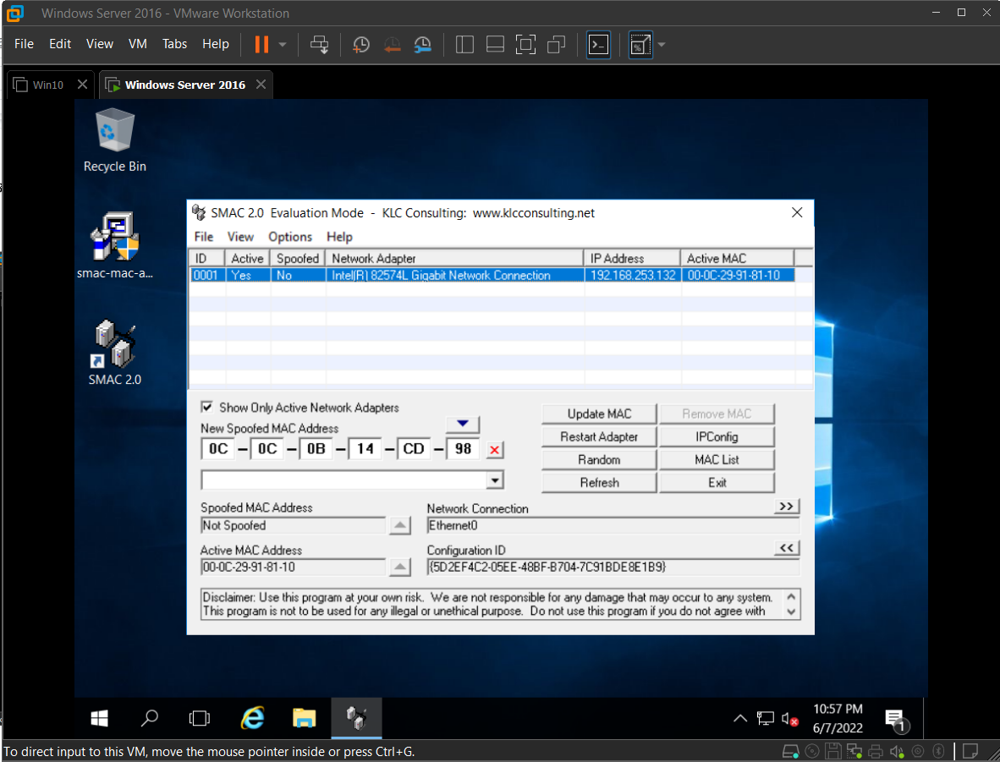 Windows Server 2016 - VMware Workstation
File Edit View VM Tabs Help
Win10 Windows Server 2016
Recycle Bin
smac-mac-a...
SMAC 2.0
SMAC 2.0 Evaluation Mode - KLC Consulting: www.klcconsulting.net
File View Options Help
ID Active Spoofed Network Adapter IP Address Active MAC
0001 Yes No Intel(R) 82574L Gigabit Network Connection 192.168.253.132 00-0C-29-91-81-10
Show Only Active Network Adapters
New Spoofed MAC Address
0C - 0C - 0B - 14 - CD - 98
Update MAC Remove MAC
Restart Adapter IPConfig
Random MAC List
Refresh Exit
Spoofed MAC Address
Not Spoofed
Active MAC Address
00-0C-29-91-81-10
Network Connection >>
Ethernet0
Configuration ID <<
{5D2EF4C2-05EE-48BF-B704-7C91BDE8E1B9}
Disclaimer: Use this program at your own risk. We are not responsible for any damage that may occur to any system.
This program is not to be used for any illegal or unethical purpose. Do not use this program if you do not agree with
10:57 PM
6/7/2022
1
To direct input to this VM, move the mouse pointer inside or press Ctrl+G.